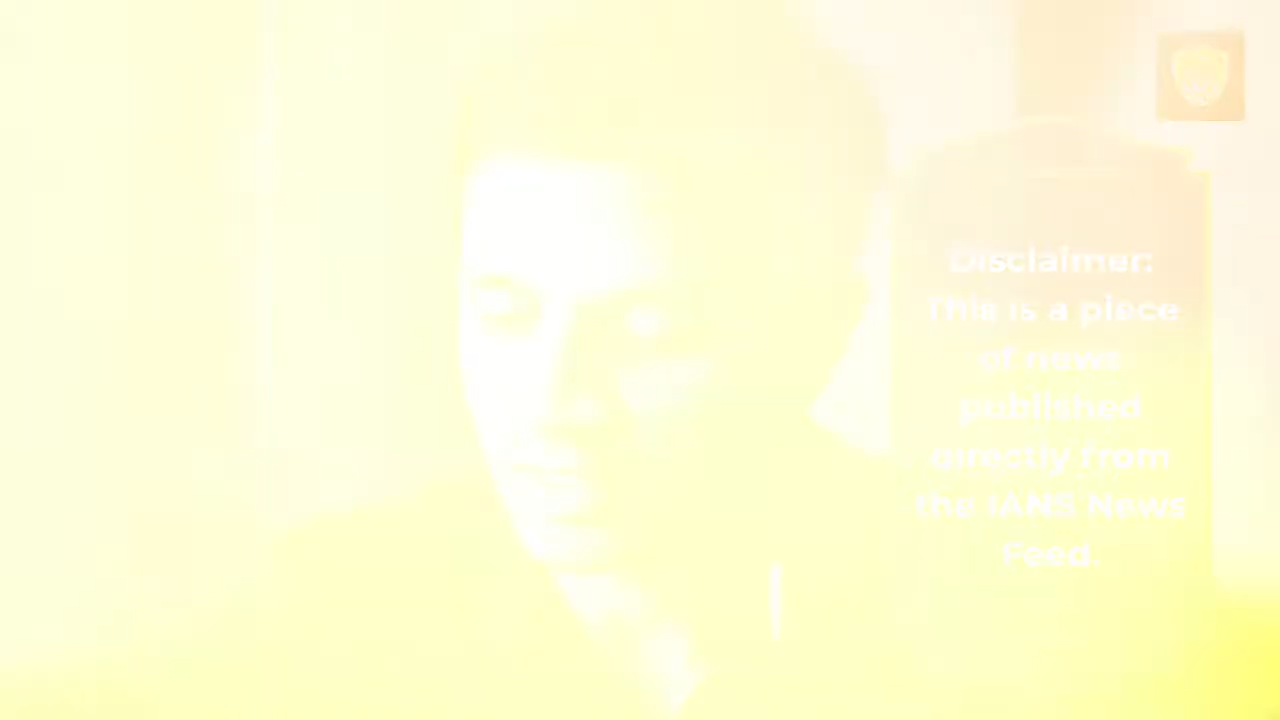 Disclaimer:
This is a piece
of news
published
directly from
the IANS News
Feed.